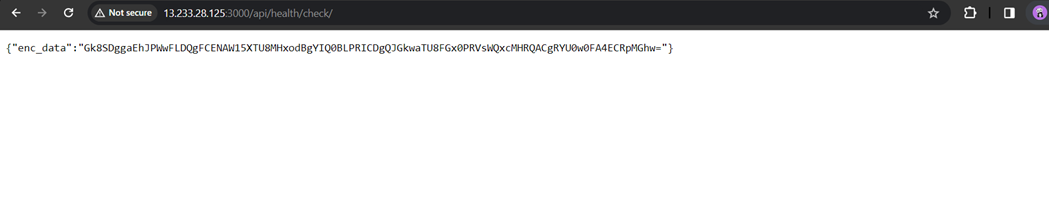 Not secure 13.233.28.125:3000/api/health/check/
{"enc_data":"Gk8SDggaEhJPWwFLDQgFCENAW15XTU8MHxodBgYIQ0BLPRICDgQJGkwaTU8FGx0PRVsWQxcMHRQACgRYU0w0FA4ECRpMGhw="}